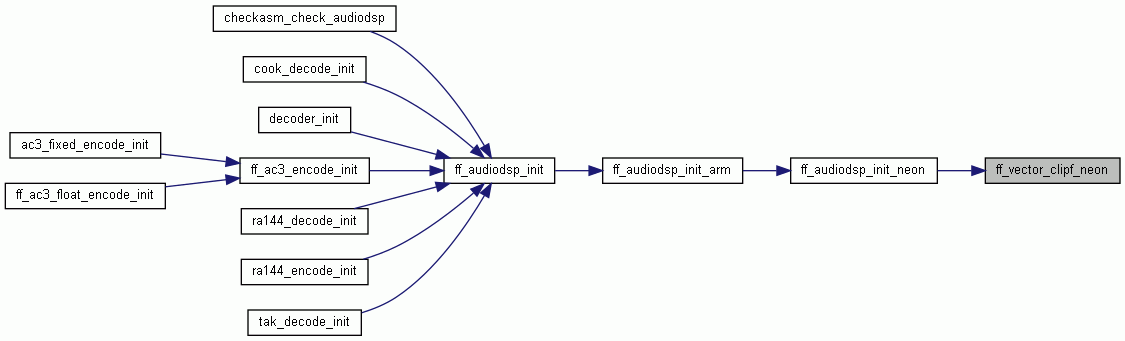 checkasm_check_audiodsp
cook_decode_init
decoder_init
ac3_fixed_encode_init
ff_ac3_float_encode_init
ff_ac3_encode_init
ra144_decode_init
ra144_encode_init
tak_decode_init
ff_audiodsp_init
ff_audiodsp_init_arm
ff_audiodsp_init_neon
ff_vector_clipf_neon